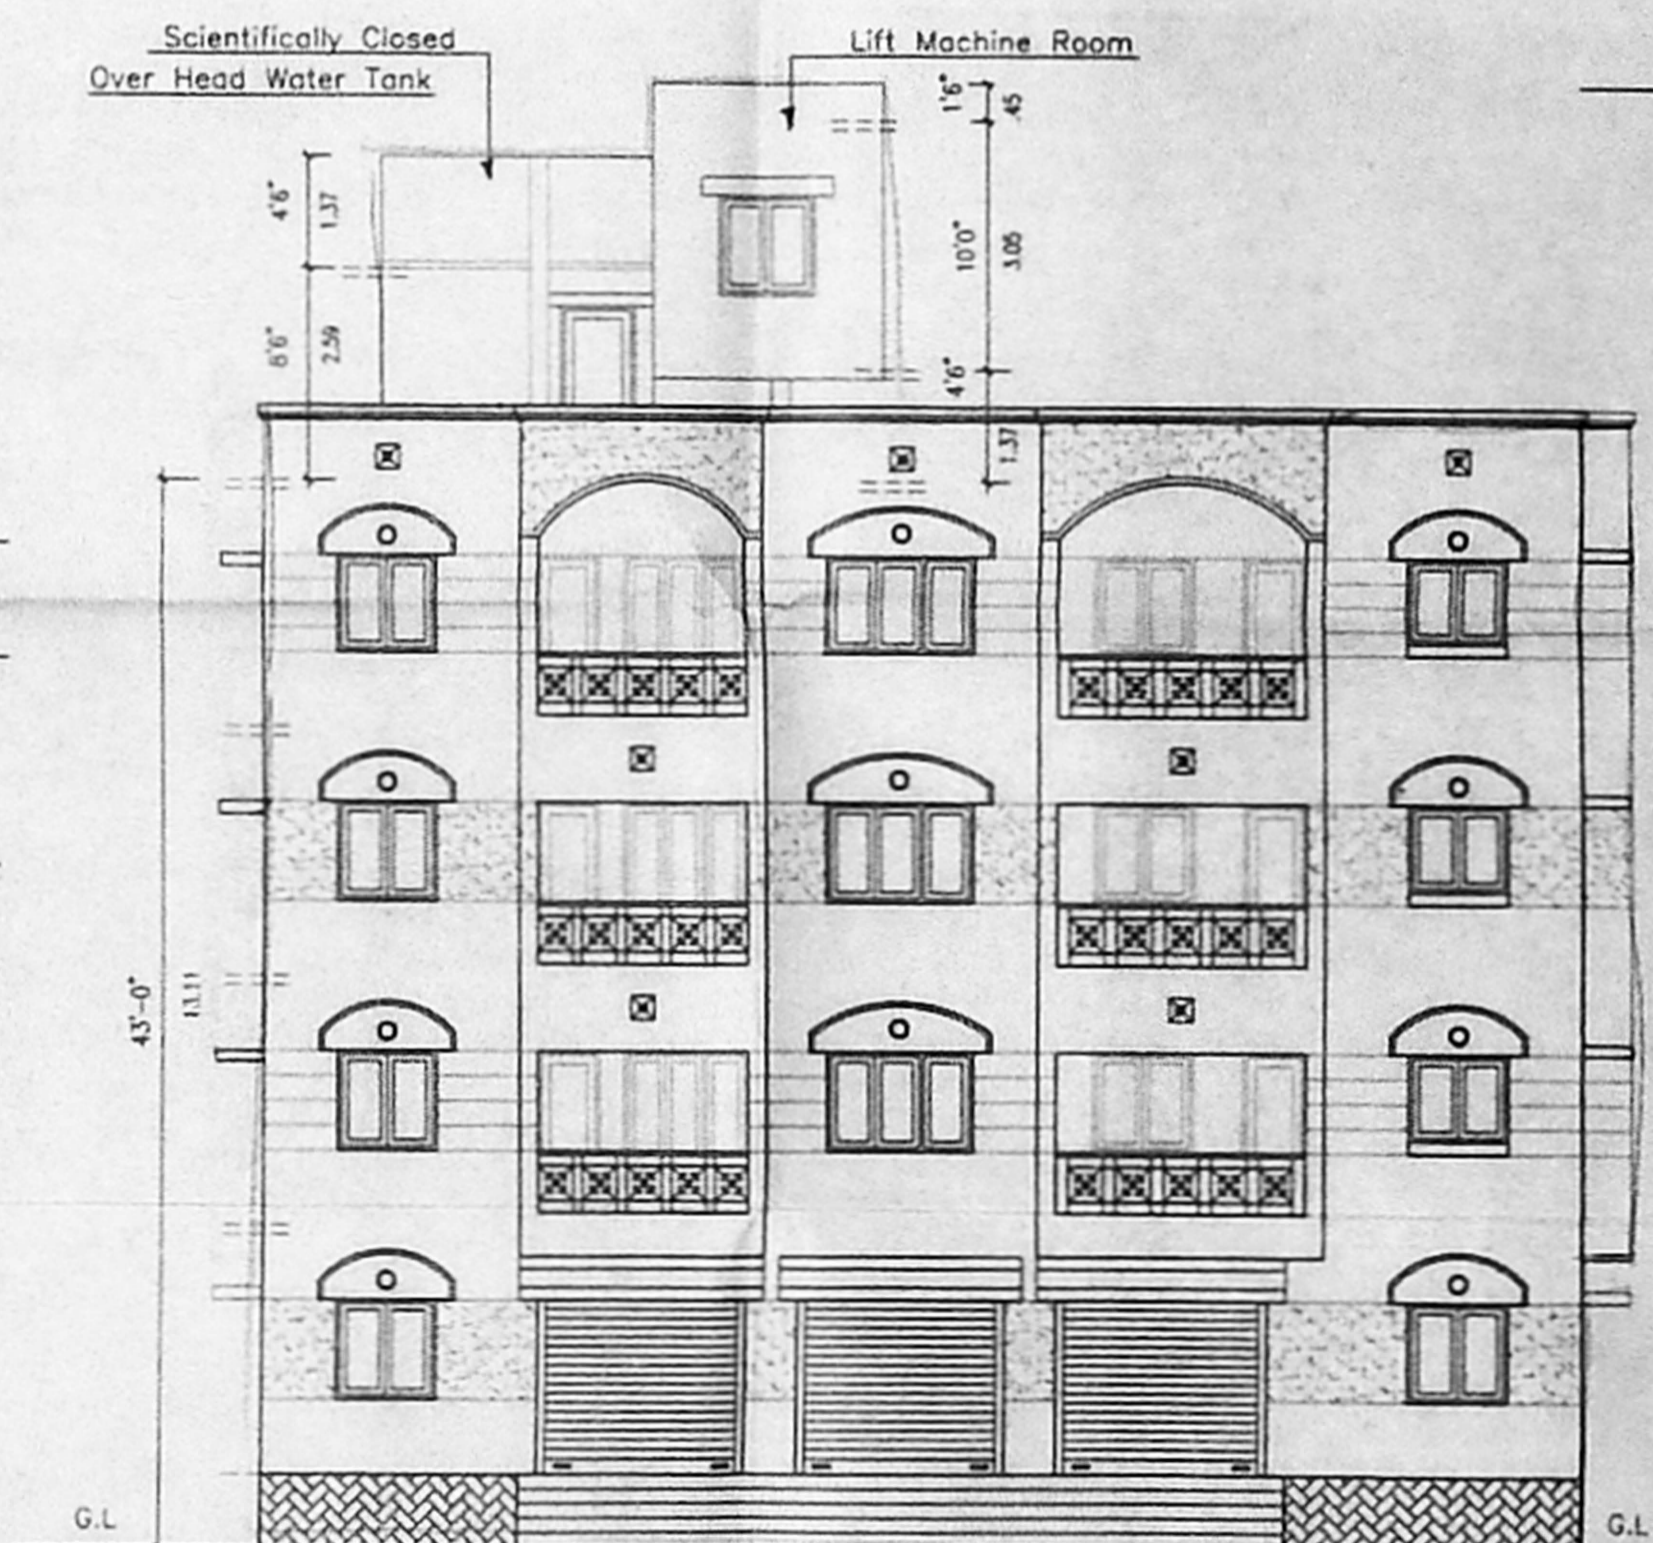 Scientifically Closed
Over Head Water Tank
Lift Machine Room
1'6"
.45
4'6"
1.37
10'0"
3.05
8'6"
2.59
4'6"
1.37
43'-0"
13.11
G.L
G.L